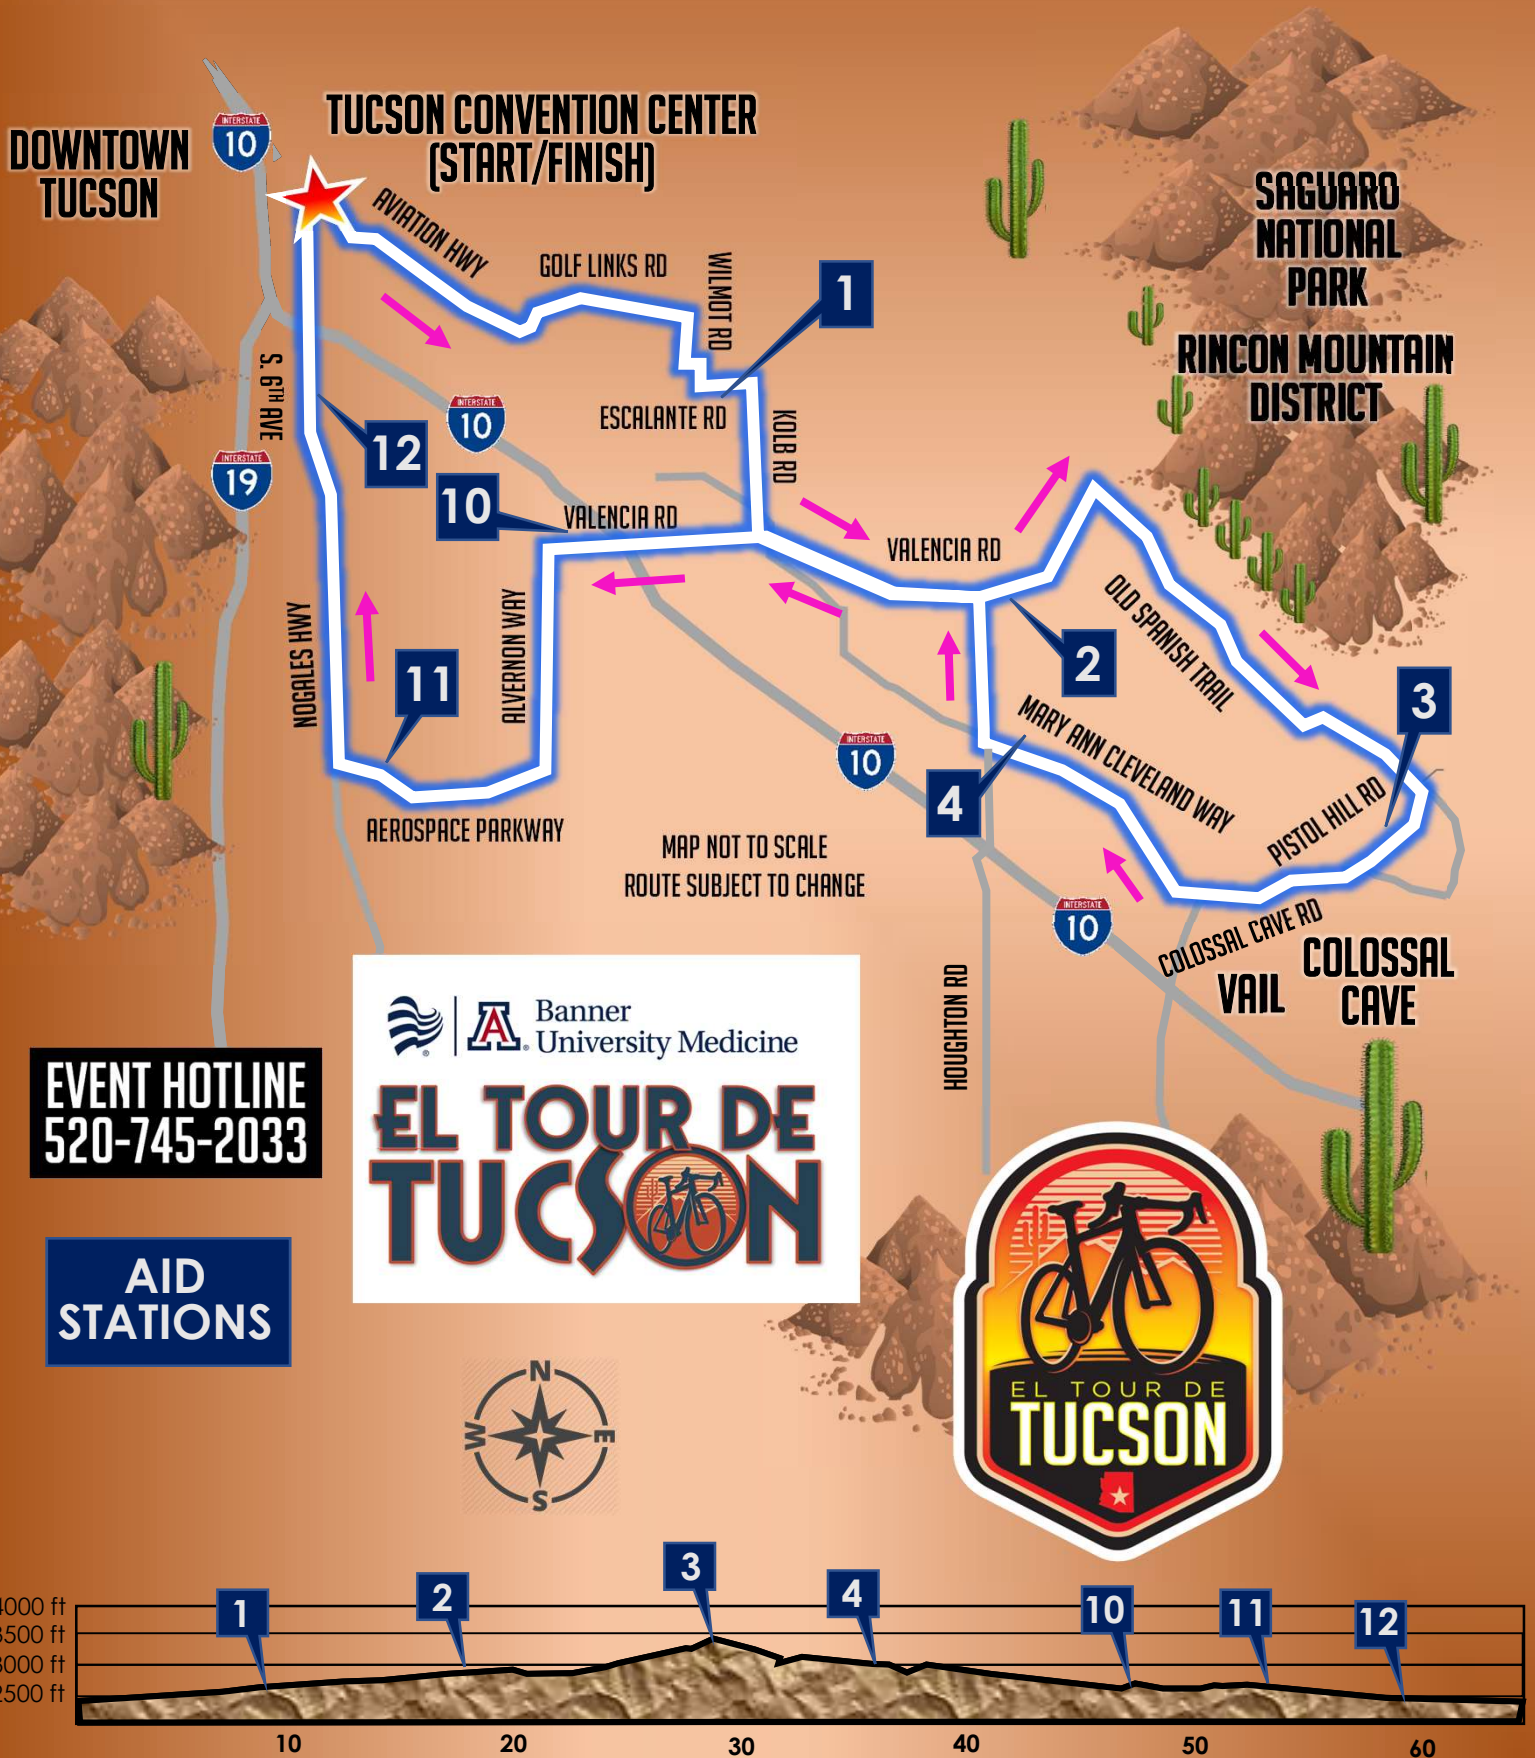 DOWNTOWN
TUCSON
INTERSTATE
10
TUCSON CONVENTION CENTER
(START/FINISH)
AVIATION HWY
GOLF LINKS RD
WILMOT RD
1
SAGUARO
NATIONAL
PARK
RINCON MOUNTAIN
DISTRICT
S. 6TH AVE
INTERSTATE
10
ESCALANTE RD
KOLB RD
12
INTERSTATE
19
10
VALENCIA RD
VALENCIA RD
OLD SPANISH TRAIL
NOGALES HWY
ALVERNON WAY
11
2
3
MARY ANN CLEVELAND WAY
INTERSTATE
10
4
PISTOL HILL RD
AEROSPACE PARKWAY
MAP NOT TO SCALE
ROUTE SUBJECT TO CHANGE
INTERSTATE
10
COLOSSAL CAVE RD
VAIL
COLOSSAL
CAVE
HOUGHTON RD
A
Banner
University Medicine
EL TOUR DE
TUCSON
EVENT HOTLINE
520-745-2033
AID
STATIONS
N
W
E
S
EL TOUR DE
TUCSON
1
2
3
4
10
11
12
4000 ft
3500 ft
3000 ft
2500 ft
10
20
30
40
50
60